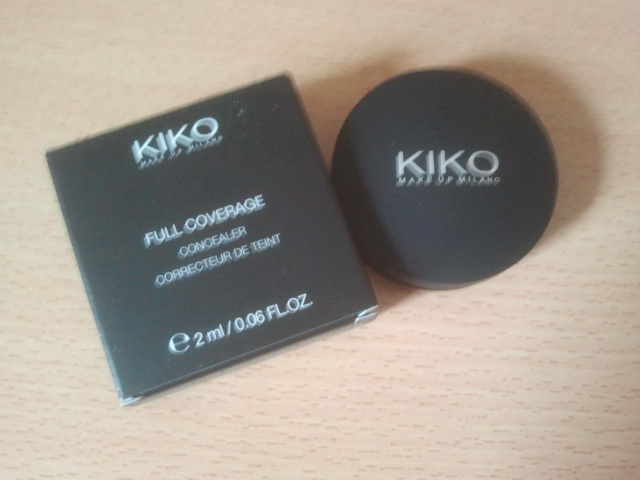 KIKO
MAKE UP MILANO
FULL COVERAGE
CONCEALER
CORRECTEUR DE TEINT
℮ 2 ml / 0.06 FL.OZ.
KIKO
MAKE UP MILANO